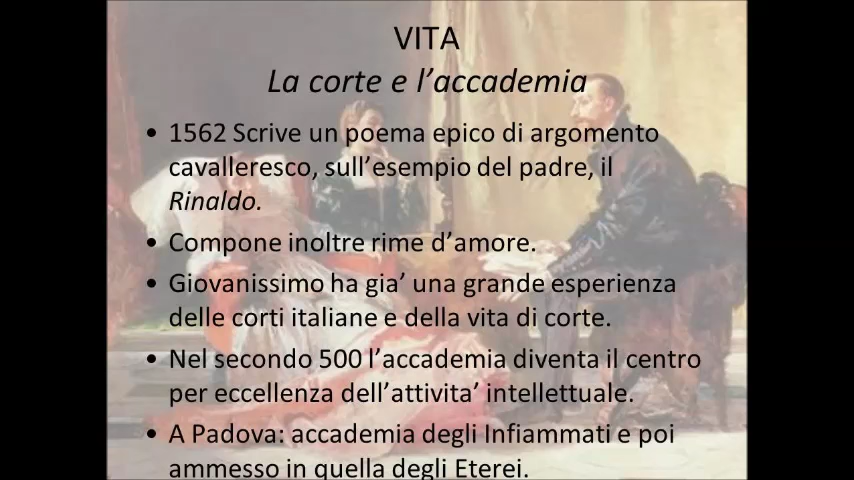 VITA
La corte e l’accademia
• 1562 Scrive un poema epico di argomento
cavalleresco, sull’esempio del padre, il
Rinaldo.
• Compone inoltre rime d’amore.
• Giovanissimo ha gia’ una grande esperienza
delle corti italiane e della vita di corte.
• Nel secondo 500 l’accademia diventa il centro
per eccellenza dell’attivita’ intellettuale.
• A Padova: accademia degli Infiammati e poi
ammesso in quella degli Eterei.